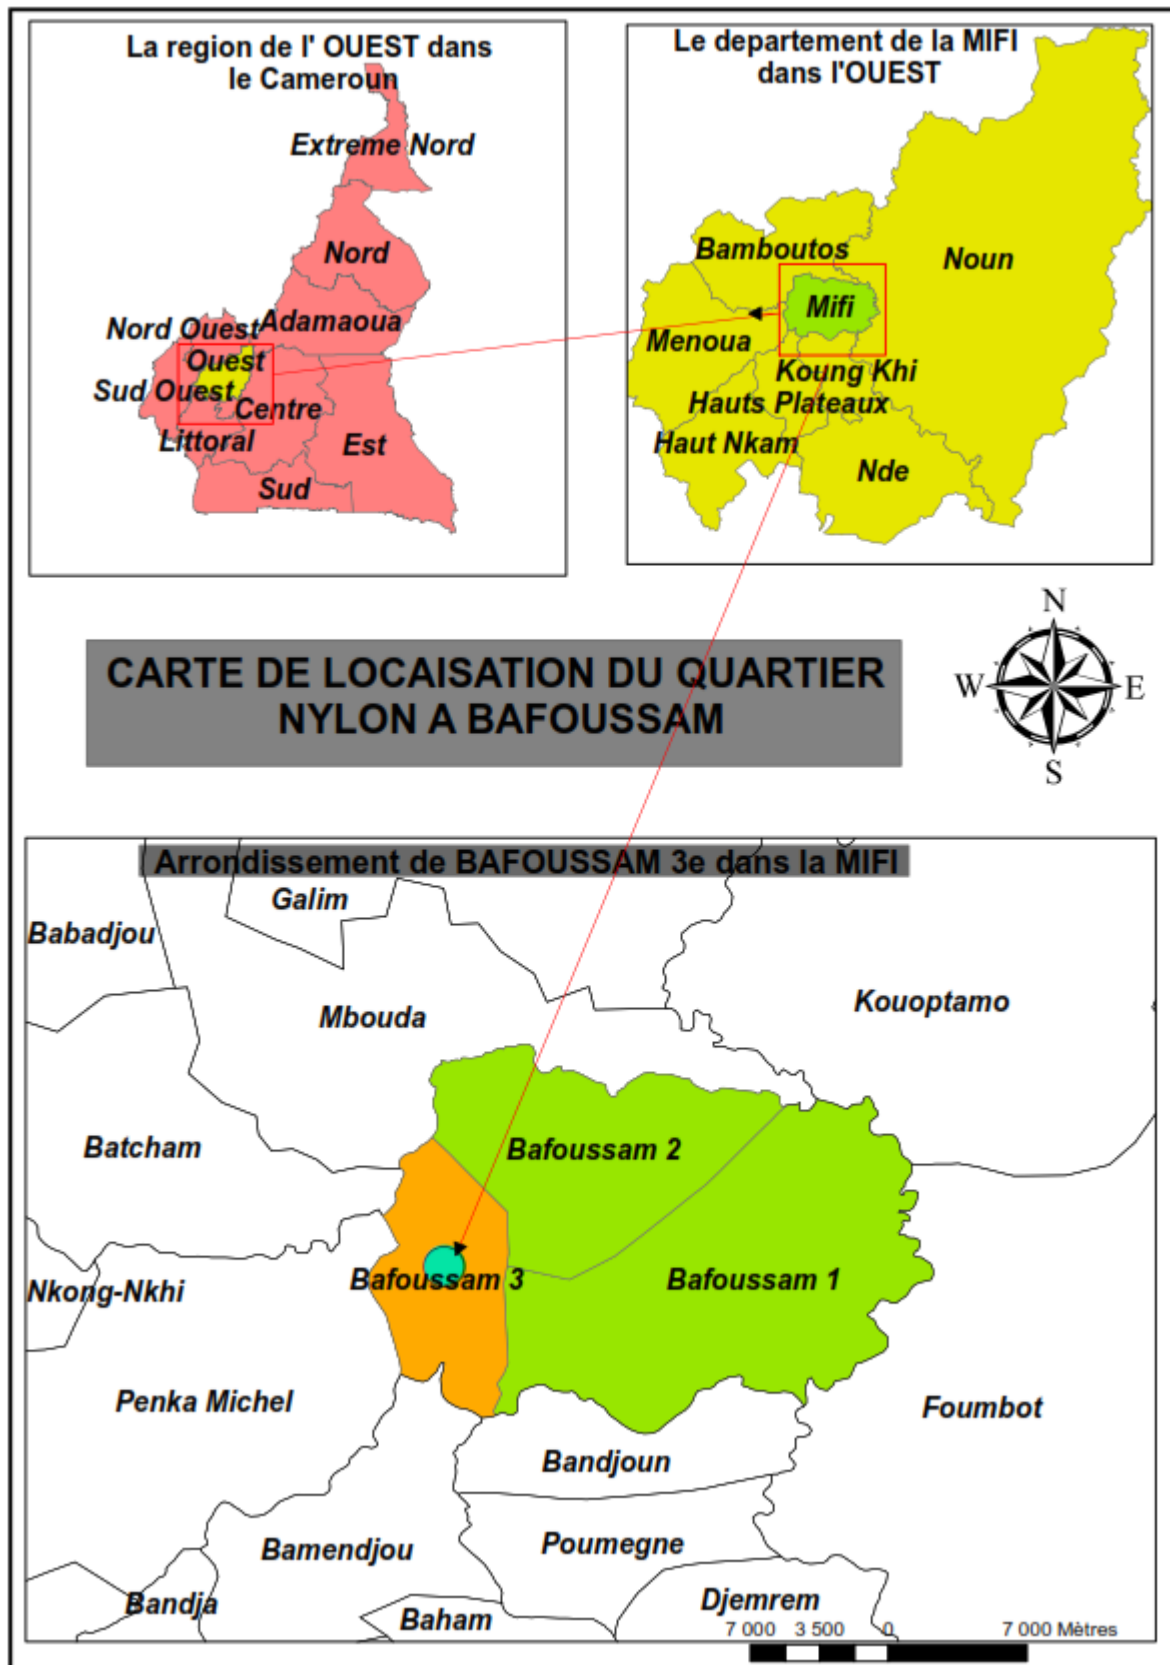 La region de l' OUEST dans
le Cameroun
Extreme Nord
Nord
Adamaoua
Nord Ouest
Ouest
Sud Ouest
Centre
Littoral
Est
Sud
Le departement de la MIFI
dans l'OUEST
Bamboutos
Noun
Mifi
Menoua
Koung Khi
Hauts Plateaux
Haut Nkam
Nde
CARTE DE LOCAISATION DU QUARTIER
NYLON A BAFOUSSAM
N
W
E
S
Arrondissement de BAFOUSSAM 3e dans la MIFI
Galim
Babadjou
Mbouda
Kouoptamo
Batcham
Bafoussam 2
Nkong-Nkhi
Bafoussam 3
Bafoussam 1
Penka Michel
Foumbot
Bandjoun
Bamendjou
Poumegne
Bandja
Baham
Djemrem
7 000 3 500 0 7 000 Mètres